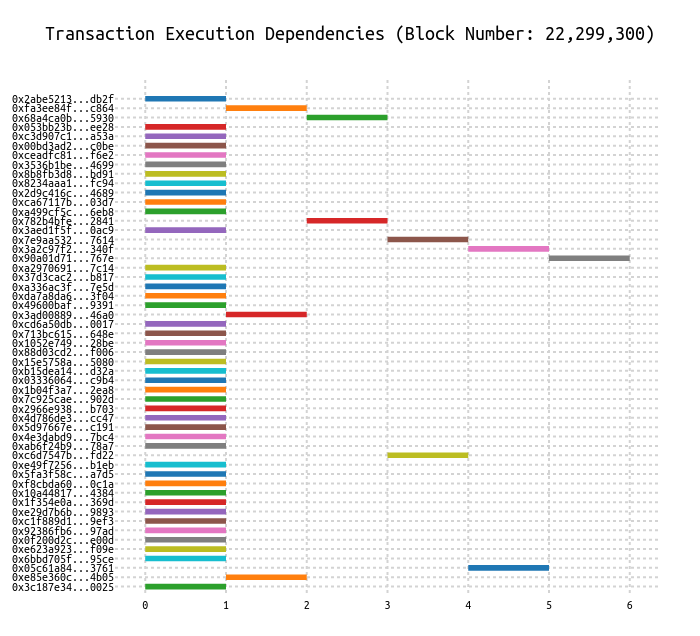 Transaction Execution Dependencies (Block Number: 22,299,300)
0x2abe5213...db2f
0xfa3ee84f...c864
0x68a4ca0b...5930
0x053bb23b...ee28
0xc3d907c1...a53a
0x00bd3ad2...c0be
0xceadfc81...f6e2
0x3536b1be...4699
0x8b8fb3d8...bd91
0x8234aaa1...fc94
0x2d9c416c...4689
0xca67117b...03d7
0xa499cf5c...6eb8
0x782b4bfe...2841
0x3aed1f5f...0ac9
0x7e9aa532...7614
0x3a2c97f2...340f
0x90a01d71...767e
0xa2970691...7c14
0x37d3cac2...b817
0xa336ac3f...7e5d
0xda7a8da6...3f04
0x49600baf...9391
0x3ad00889...46a0
0xcd6a50db...0017
0x713bc615...648e
0x1052e749...28be
0x88d03cd2...f006
0x15e5758a...5080
0xb15dea14...d32a
0x03336064...c9b4
0x1b04f3a7...2ea8
0x7c925cae...902d
0x2966e938...b703
0x4d786de3...cc47
0x5d97667e...c191
0x4e3dabd9...7bc4
0xab6f24b9...78a7
0xc6d7547b...fd22
0xe49f7256...b1eb
0x5fa3f58c...a7d5
0xf8cbda60...0c1a
0x10a44817...4384
0x1f354e0a...369d
0xe29d7b6b...9893
0xc1f889d1...9ef3
0x92386fb6...97ad
0x0f200d2c...e00d
0xe623a923...f09e
0x6bbd705f...95ce
0x05c61a84...3761
0xe85e360c...4b05
0x3c187e34...0025
0 1 2 3 4 5 6